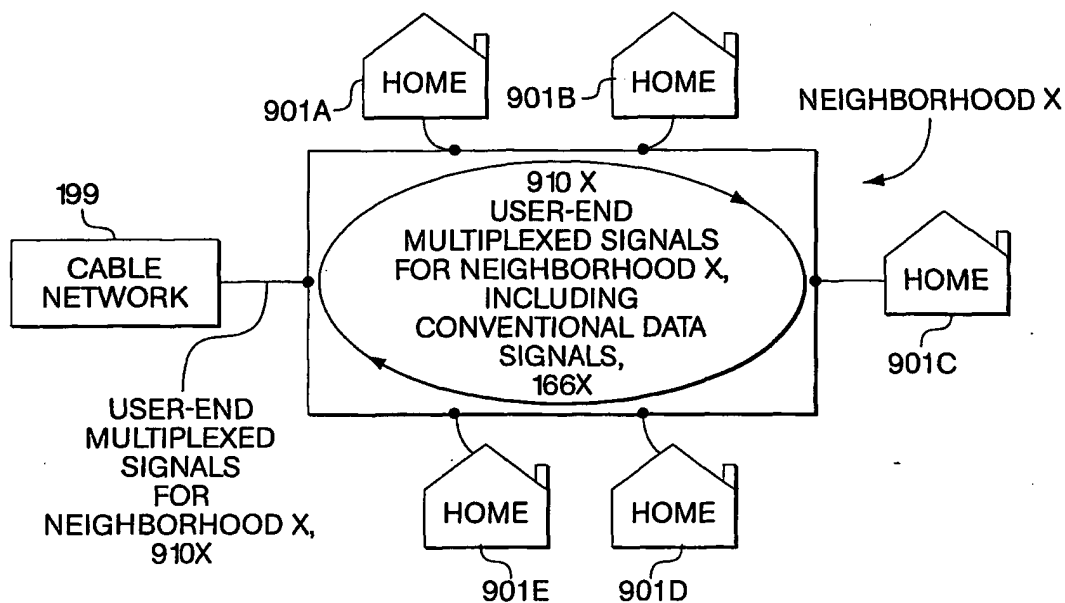 HOME
HOME
901A
901B
NEIGHBORHOOD X
199
CABLE
NETWORK
910 X
USER-END
MULTIPLEXED SIGNALS
FOR NEIGHBORHOOD X,
INCLUDING
CONVENTIONAL DATA
SIGNALS,
166X
HOME
901C
USER-END
MULTIPLEXED
SIGNALS
FOR
NEIGHBORHOOD X,
910X
HOME
HOME
901E
901D